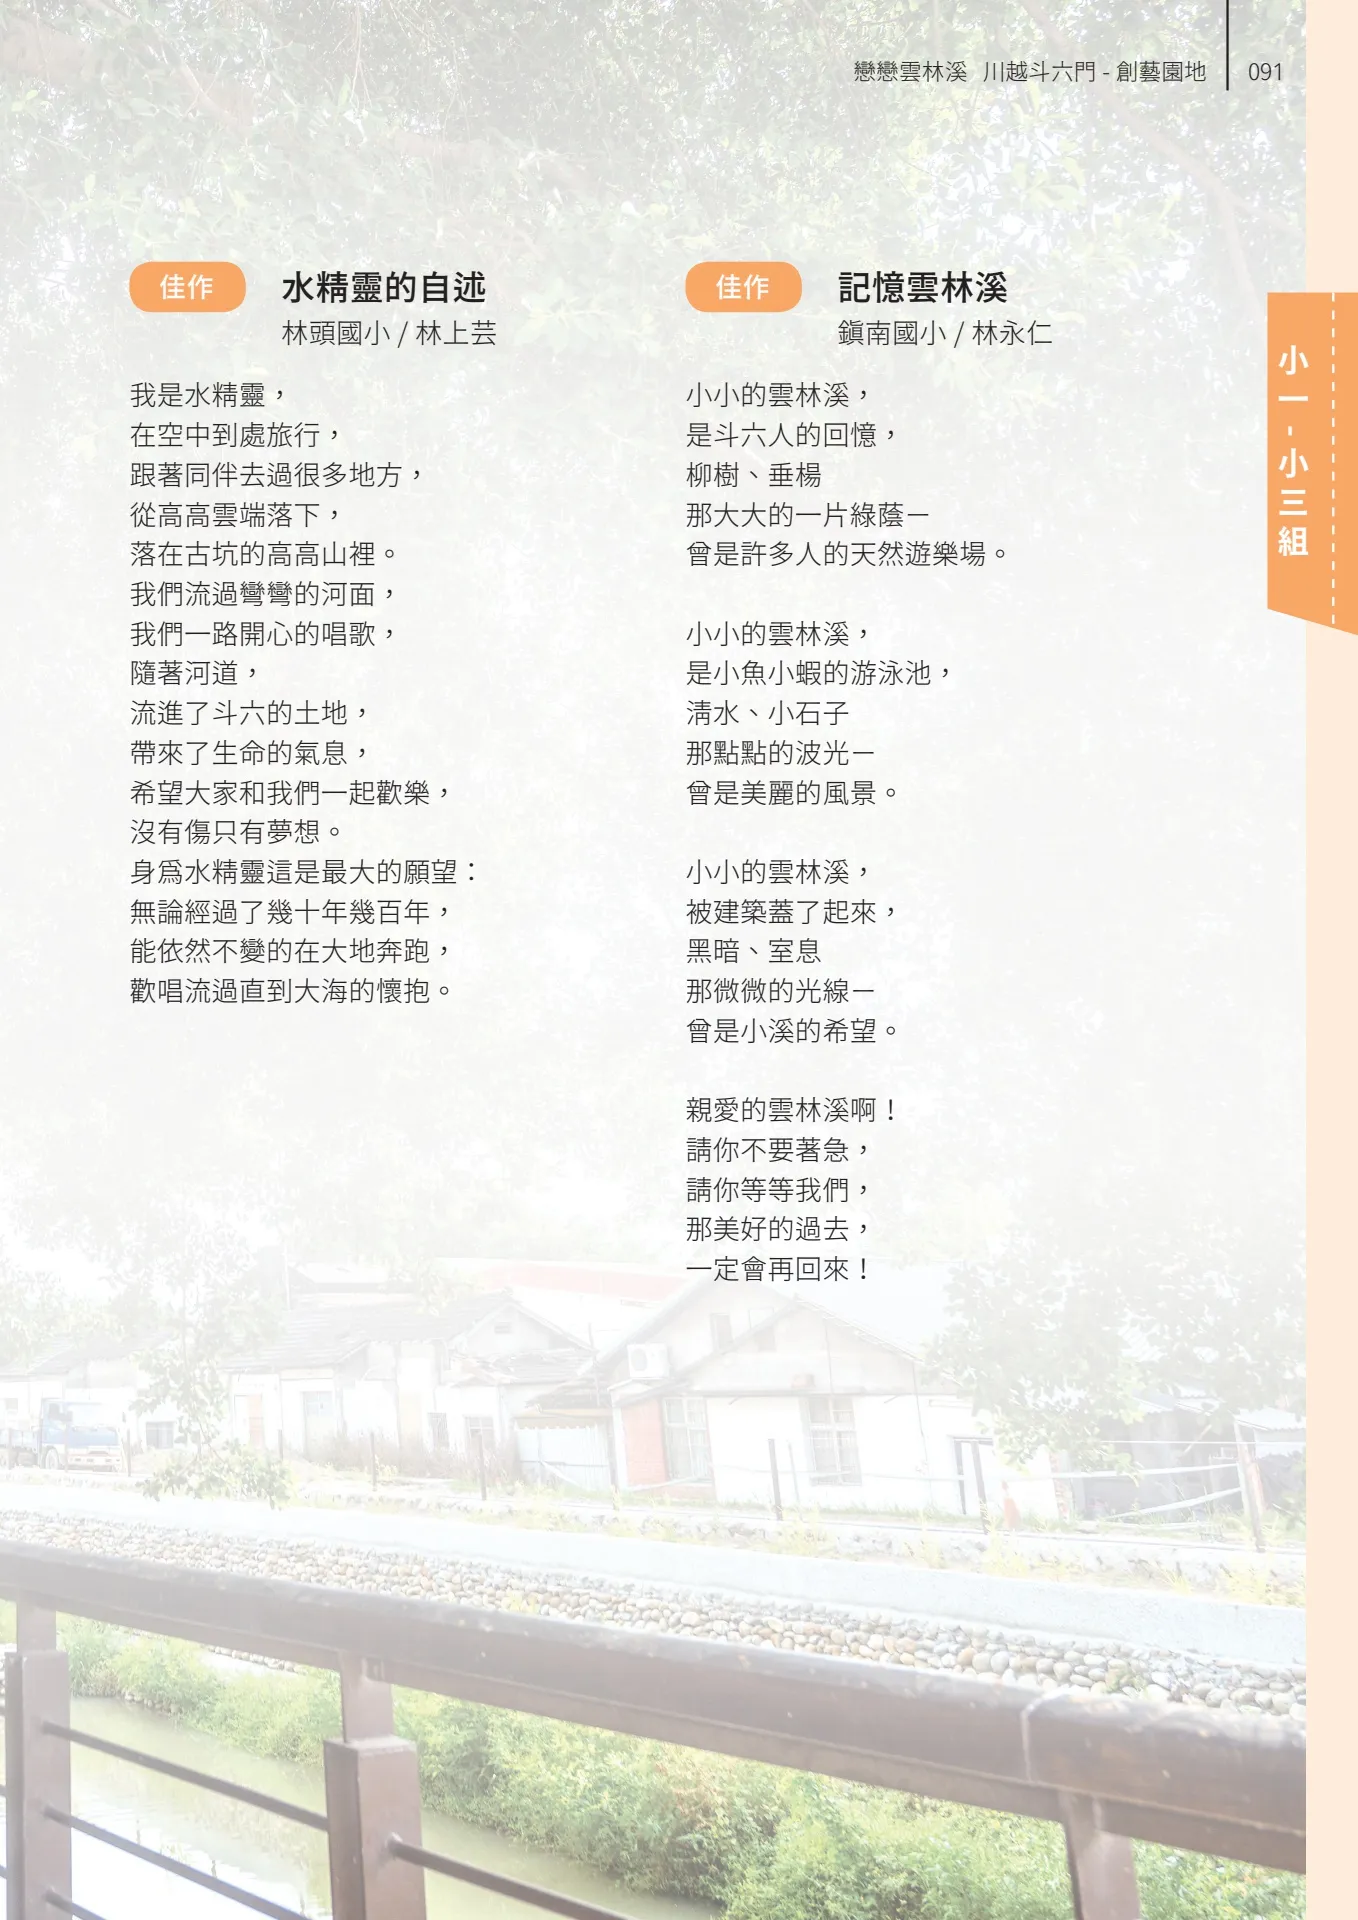 戀戀雲林溪 川越斗六門 - 創藝園地 091
佳作
水精靈的自述
林頭國小 / 林上芸
我是水精靈，
在空中到處旅行，
跟著同伴去過很多地方，
從高高雲端落下，
落在古坑的高高山裡。
我們流過彎彎的河面，
我們一路開心的唱歌，
隨著河道，
流進了斗六的土地，
帶來了生命的氣息，
希望大家和我們一起歡樂，
沒有傷只有夢想。
身爲水精靈這是最大的願望：
無論經過了幾十年幾百年，
能依然不變的在大地奔跑，
歡唱流過直到大海的懷抱。
佳作
記憶雲林溪
鎭南國小 / 林永仁
小小的雲林溪，
是斗六人的回憶，
柳樹、垂楊
那大大的一片綠蔭－
曾是許多人的天然遊樂場。
小小的雲林溪，
是小魚小蝦的游泳池，
淸水、小石子
那點點的波光－
曾是美麗的風景。
小小的雲林溪，
被建築蓋了起來，
黑暗、室息
那微微的光線－
曾是小溪的希望。
親愛的雲林溪啊！
請你不要著急，
請你等等我們，
那美好的過去，
一定會再回來！
小一-小三組